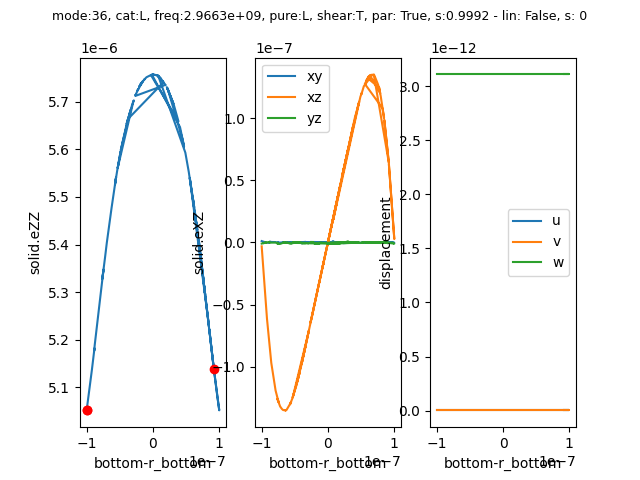 mode:36, cat:L, freq:2.9663e+09, pure:L, shear:T, par: True, s:0.9992 - lin: False, s: 0
1e−6
5.7
5.6
5.5
5.4
5.3
5.2
5.1
solid.eZZ
−1
0
1
1e−7
bottom-r_bottom
1e−7
xy
xz
yz
1.0
0.5
0.0
−0.5
−1.0
solid.eXZ
−1
0
1
1e−7
bottom-r_bottom
1e−12
3.0
2.5
2.0
1.5
1.0
0.5
0.0
displacement
u
v
w
−1
0
1
1e−7
bottom-r_bottom